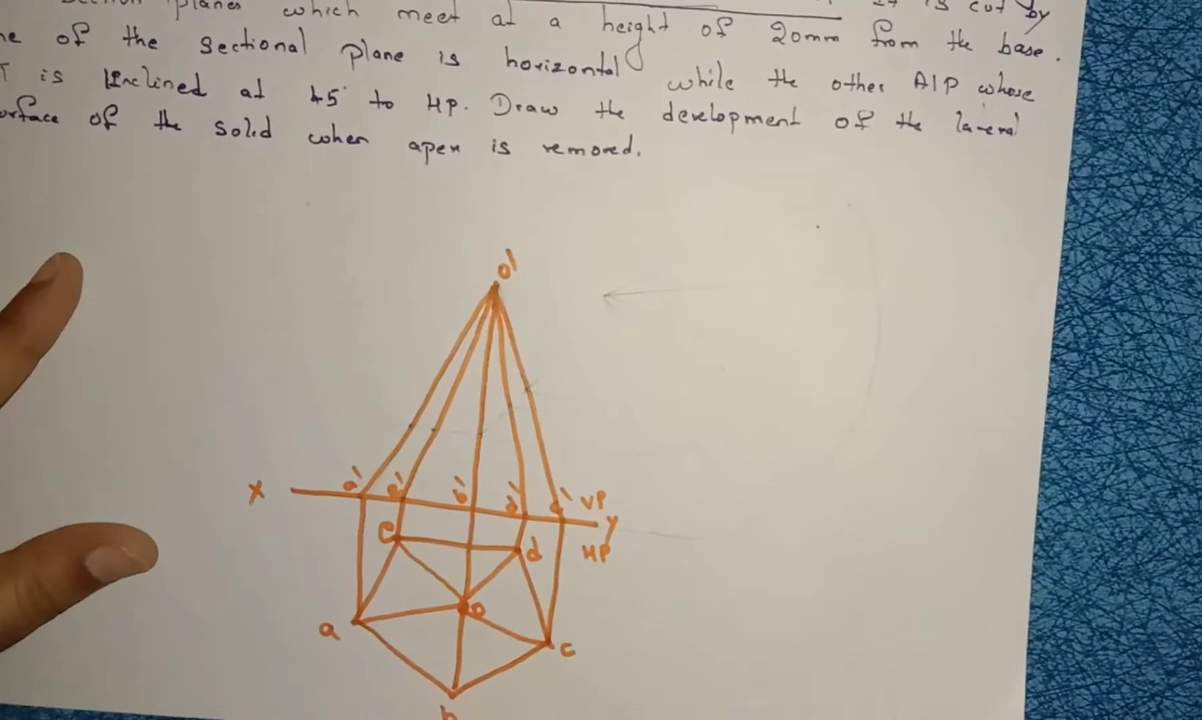 planes which meet at a height of 20mm from the base.
of the sectional plane is horizontal while the other AIP whose
is inclined at 45° to HP. Draw the development of the lateral
of the solid when apex is removed.
o'
X a' e' b' d' c' VP
Y
e d HP
o
a c
b